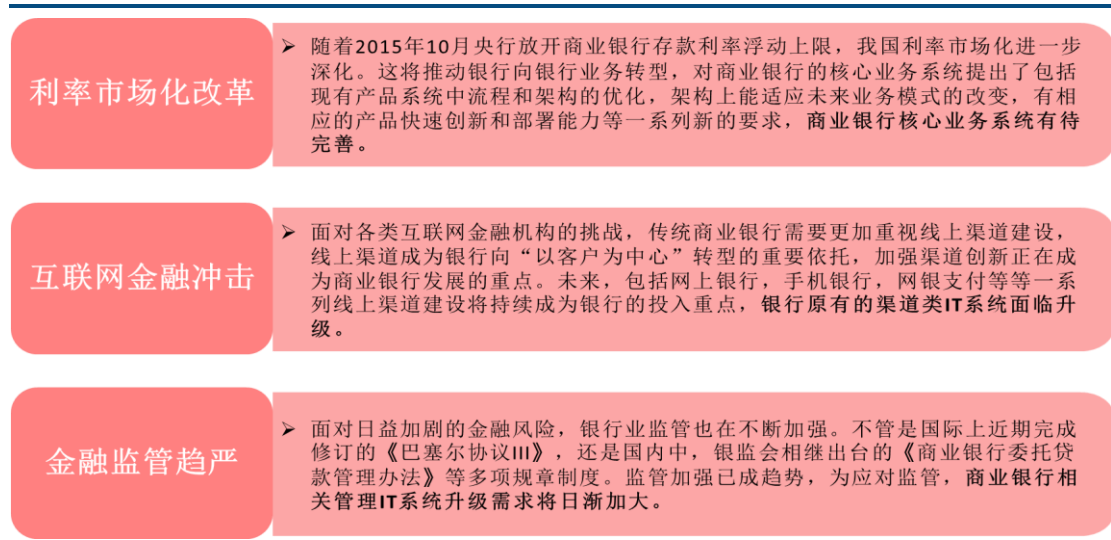 利率市场化改革
➢ 随着2015年10月央行放开商业银行存款利率浮动上限，我国利率市场化进一步
深化。这将推动银行向银行业务转型，对商业银行的核心业务系统提出了包括
现有产品系统中流程和架构的优化，架构上能适应未来业务模式的改变，有相
应的产品快速创新和部署能力等一系列新的要求，商业银行核心业务系统有待
完善。
互联网金融冲击
➢ 面对各类互联网金融机构的挑战，传统商业银行需要更加重视线上渠道建设，
线上渠道成为银行向“以客户为中心”转型的重要依托，加强渠道创新正在成
为商业银行发展的重点。未来，包括网上银行，手机银行，网银支付等等一系
列线上渠道建设将持续成为银行的投入重点，银行原有的渠道类IT系统面临升
级。
金融监管趋严
➢ 面对日益加剧的金融风险，银行业监管也在不断加强。不管是国际上近期完成
修订的《巴塞尔协议III》，还是国内中，银监会相继出台的《商业银行委托贷
款管理办法》等多项规章制度。监管加强已成趋势，为应对监管，商业银行相
关管理IT系统升级需求将日渐加大。